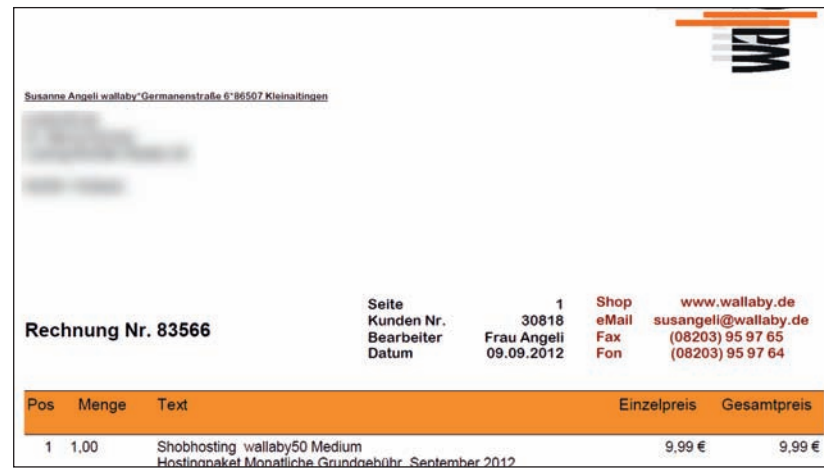 Susanne Angeli wallaby*Germanenstraße 6*86507 Kleinaitingen
Rechnung Nr. 83566
Seite 1
Kunden Nr. 30818
Bearbeiter Frau Angeli
Datum 09.09.2012
Shop www.wallaby.de
eMail susangeli@wallaby.de
Fax (08203) 95 97 65
Fon (08203) 95 97 64
Pos Menge Text Einzelpreis Gesamtpreis
1 1,00 Shobhosting wallaby50 Medium 9,99 € 9,99 €
Hostingpaket Monatliche Grundgebühr September 2012